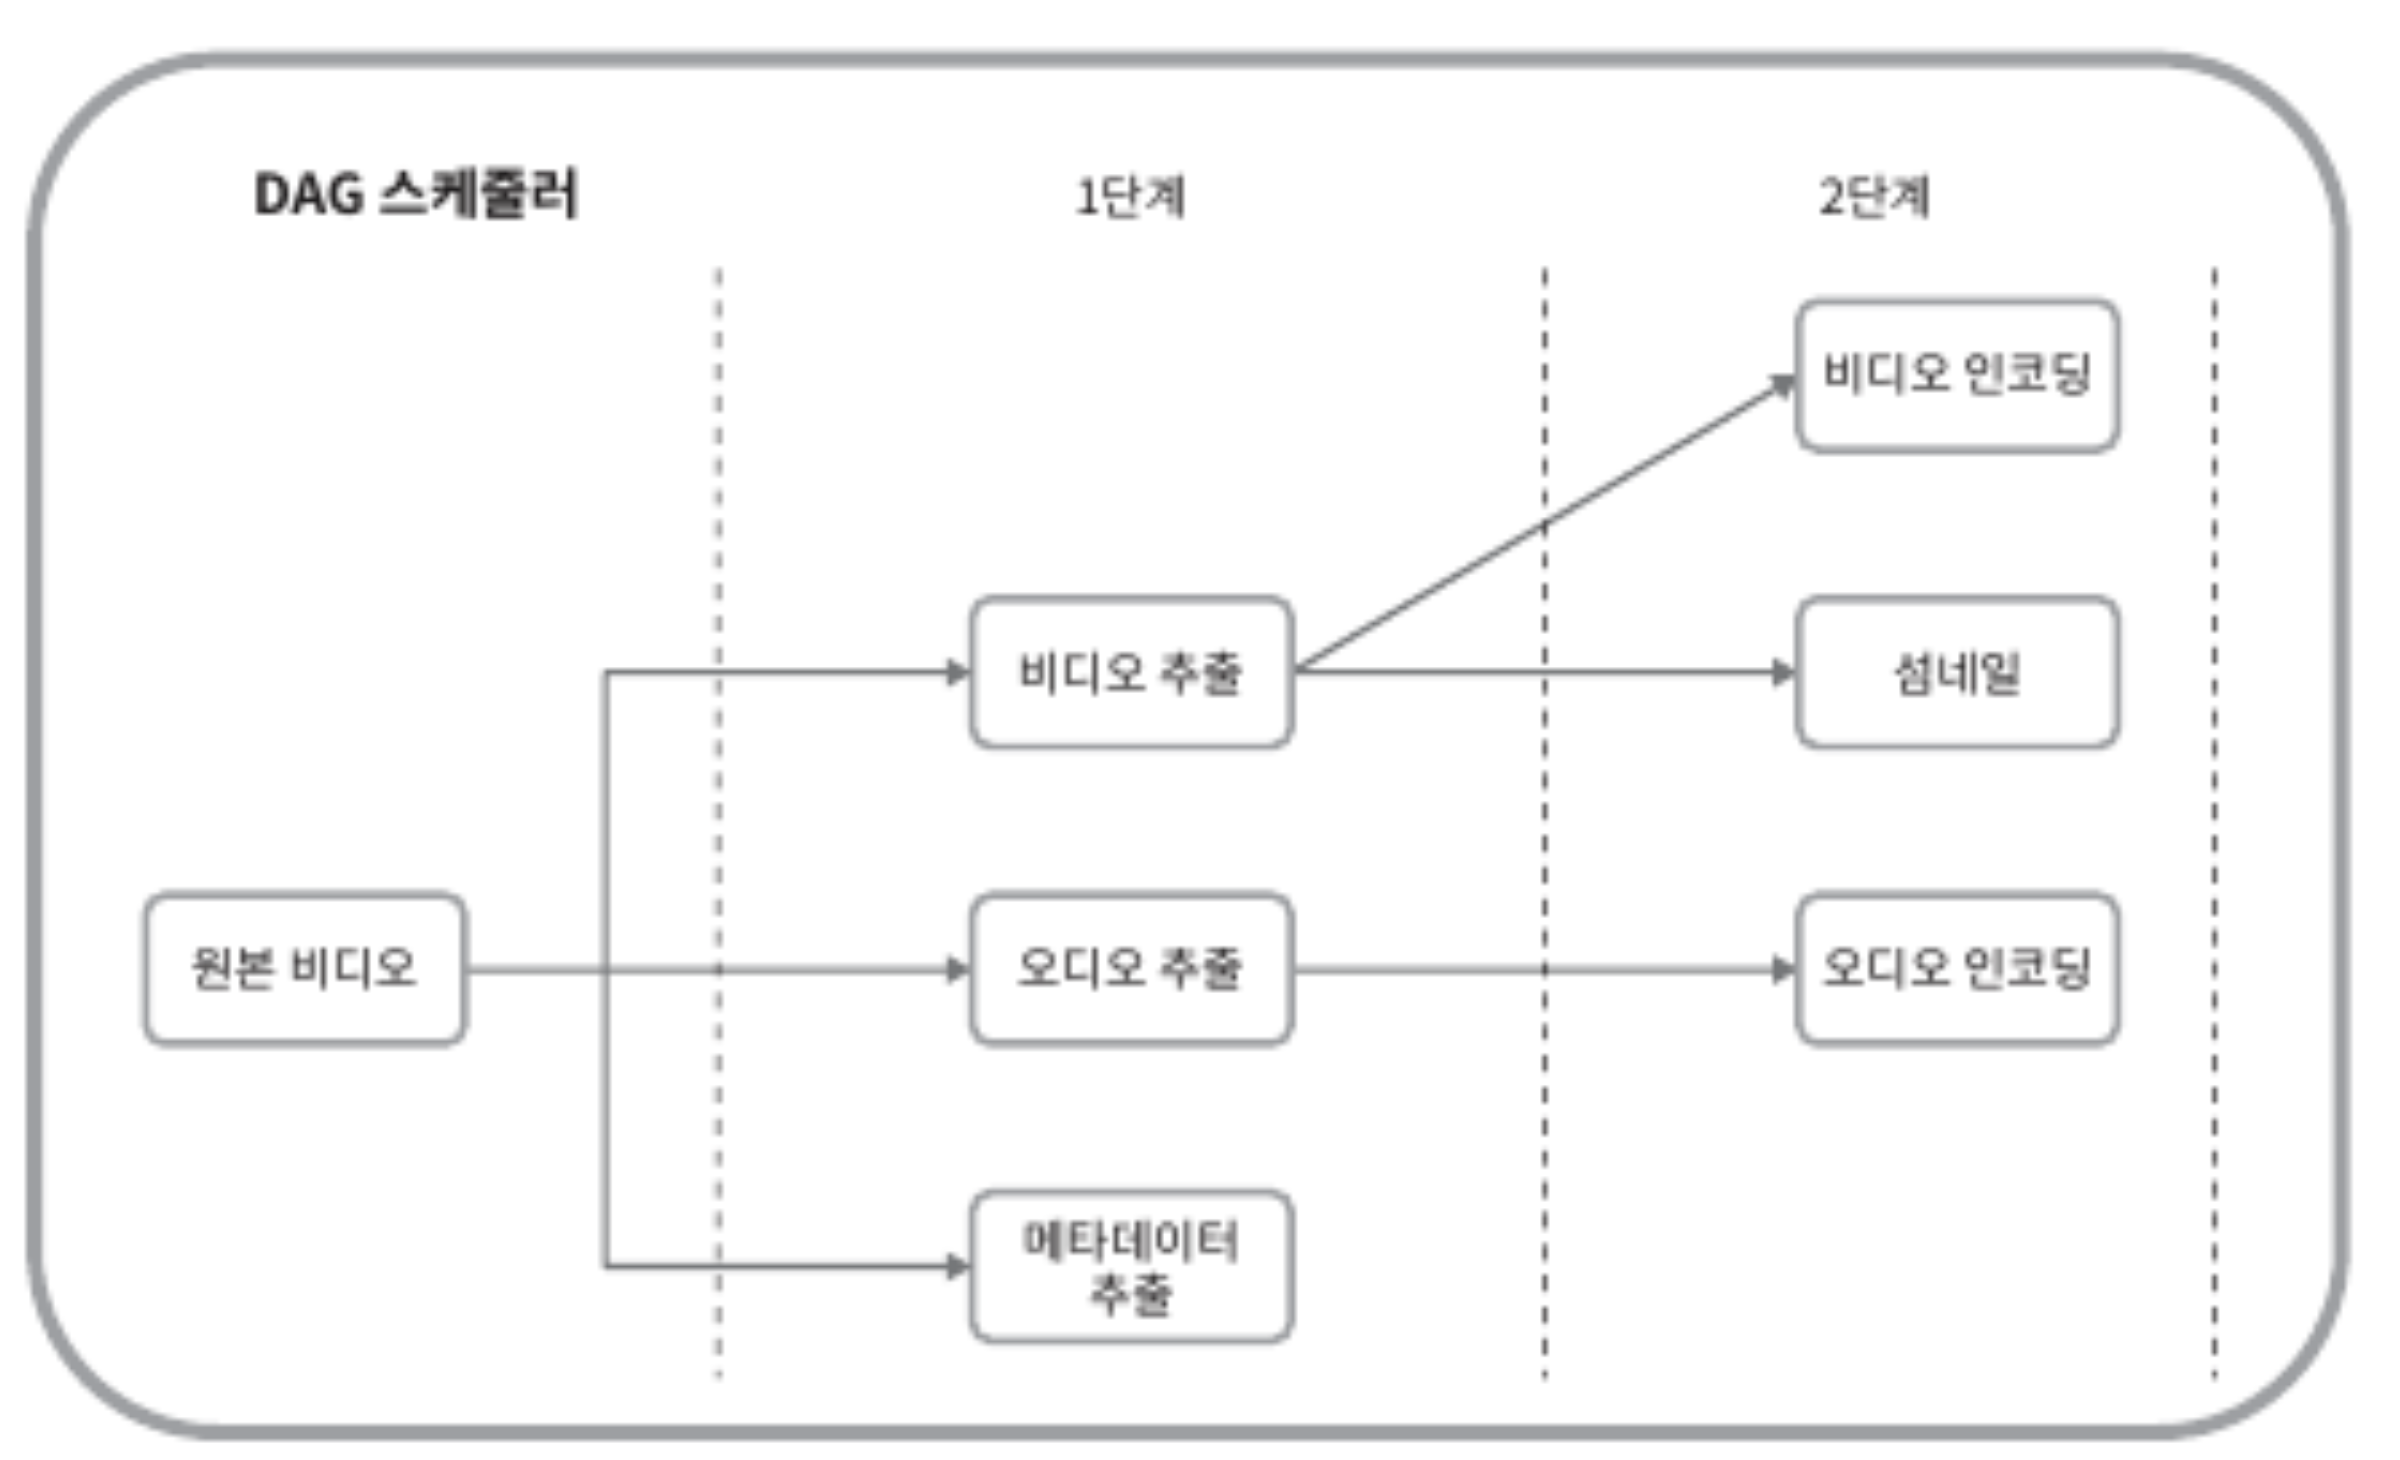 DAG 스케줄러
1단계
2단계
비디오 인코딩
비디오 추출
섬네일
원본 비디오
오디오 추출
오디오 인코딩
메타데이터
추출